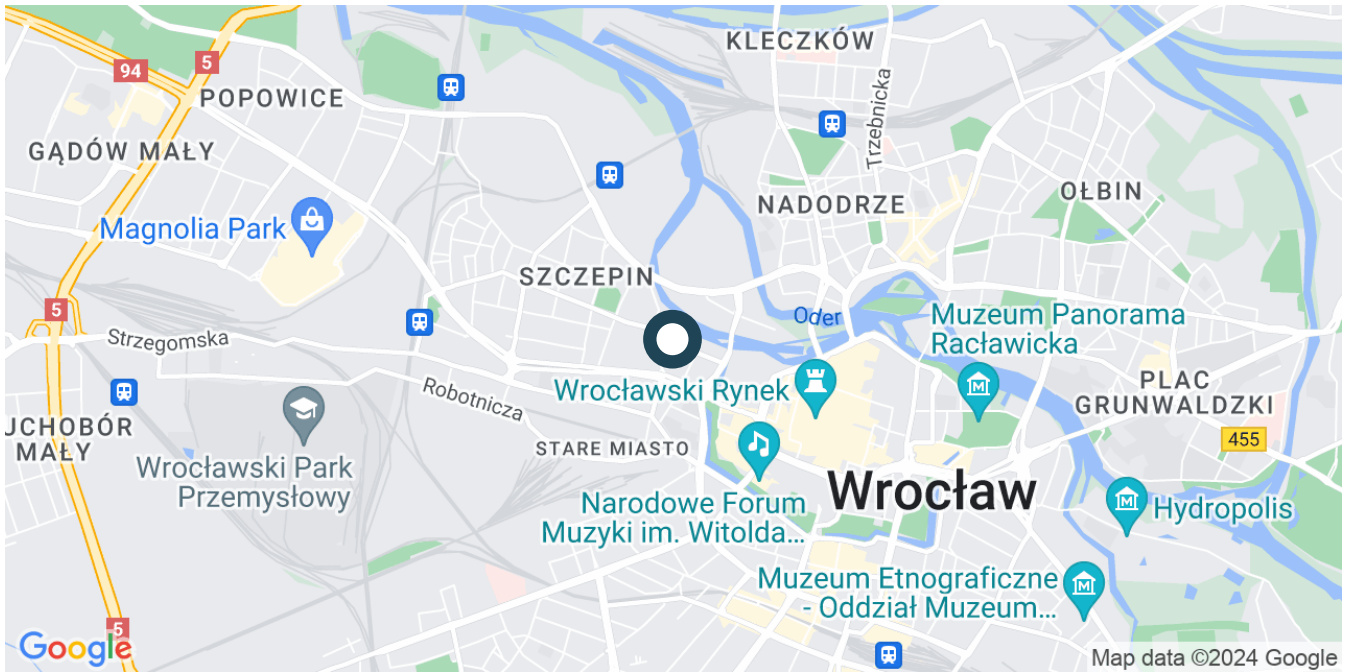 KLECZKÓW
5
94
POPOWICE
Trzebnicka
GĄDÓW MAŁY
OŁBIN
NADODRZE
Magnolia Park
SZCZEPIN
5
Oder
Muzeum Panorama
Racławicka
Strzegomska
PLAC
GRUNWALDZKI
Wrocławski Rynek
Robotnicza
UCHOBÓR
MAŁY
455
STARE MIASTO
Wrocławski Park
Przemysłowy
Wrocław
Narodowe Forum
Muzyki im. Witolda...
Hydropolis
Muzeum Etnograficzne
- Oddział Muzeum...
5
Google
Map data ©2024 Google